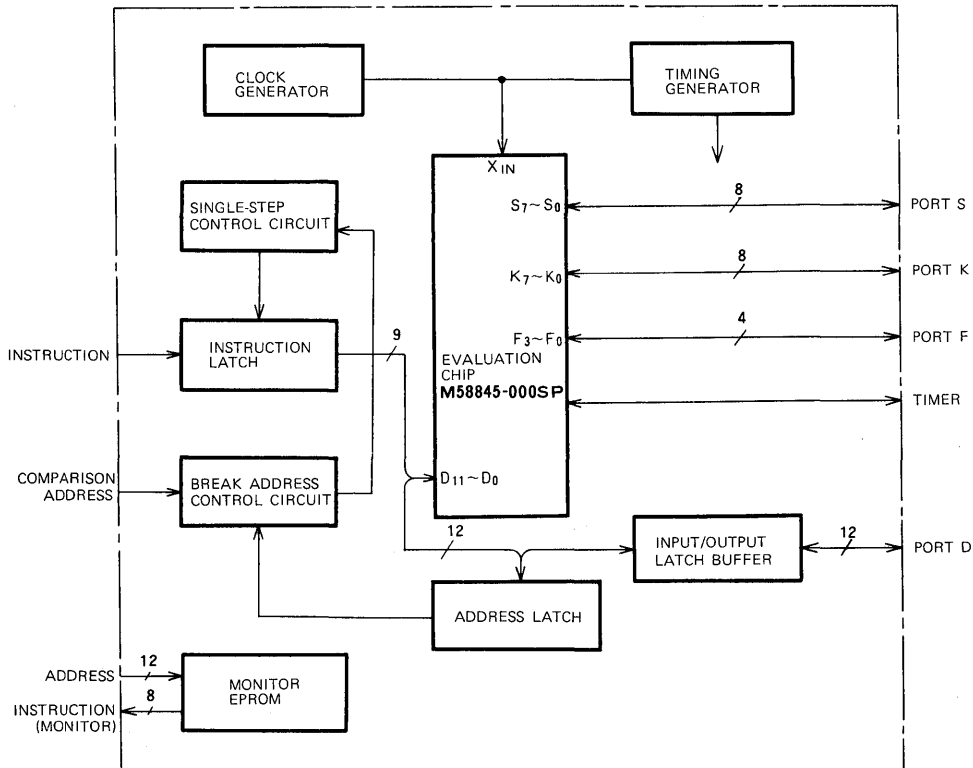 CLOCK
GENERATOR
TIMING
GENERATOR
XIN
SINGLE-STEP
CONTROL CIRCUIT
S7~S0
8
PORT S
K7~K0
8
PORT K
INSTRUCTION
INSTRUCTION
LATCH
9
F3~F0
4
PORT F
EVALUATION
CHIP
M58845-000SP
TIMER
COMPARISON
ADDRESS
BREAK ADDRESS
CONTROL CIRCUIT
D11~D0
12
INPUT/OUTPUT
LATCH BUFFER
12
PORT D
ADDRESS LATCH
ADDRESS
12
INSTRUCTION
(MONITOR)
8
MONITOR
EPROM